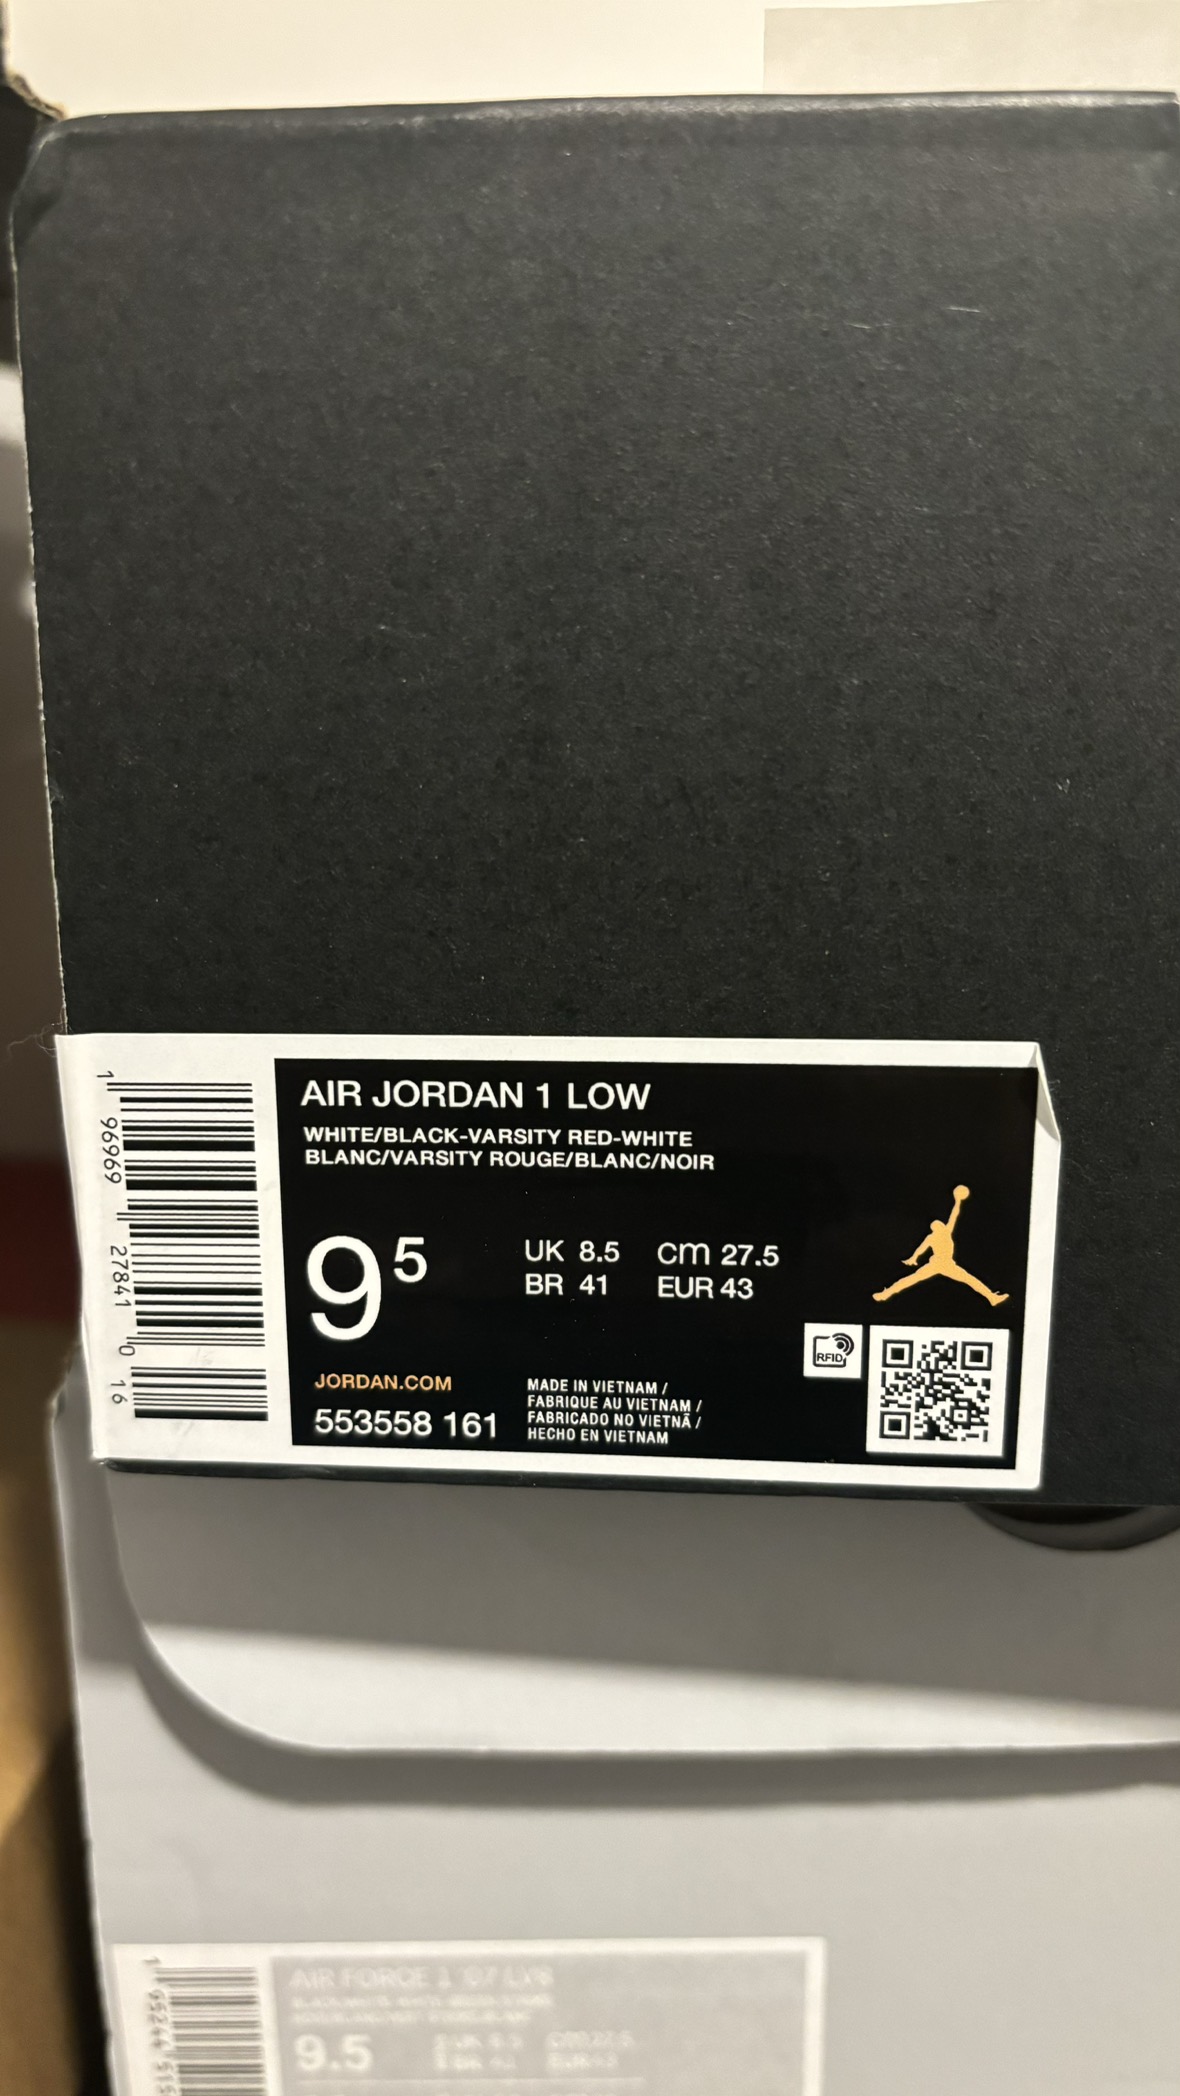 AIR JORDAN 1 LOW
WHITE/BLACK-VARSITY RED-WHITE
BLANC/VARSITY ROUGE/BLANC/NOIR
9 5
UK 8.5 cm 27.5
BR 41 EUR 43
RFID
JORDAN.COM
553558 161
MADE IN VIETNAM /
FABRIQUE AU VIETNAM /
FABRICADO NO VIETNÃ /
HECHO EN VIETNAM
1 96969 27841 0 16
AIR FORCE 1 '07 LV8
9.5